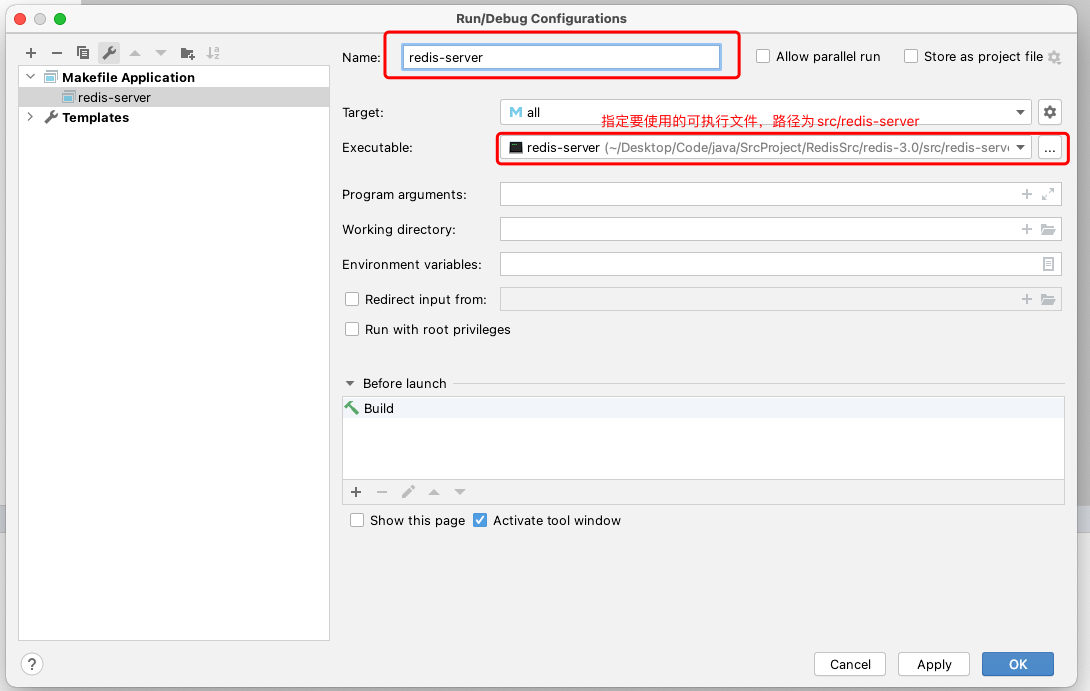 Run/Debug Configurations
Makefile Application
redis-server
Templates
Name: redis-server
Allow parallel run
Store as project file
Target: all
指定要使用的可执行文件，路径为src/redis-server
Executable: redis-server (~/Desktop/Code/java/SrcProject/RedisSrc/redis-3.0/src/redis-serv ...
Program arguments:
Working directory:
Environment variables:
Redirect input from:
Run with root privileges
Before launch
Build
Show this page
Activate tool window
? Cancel Apply OK